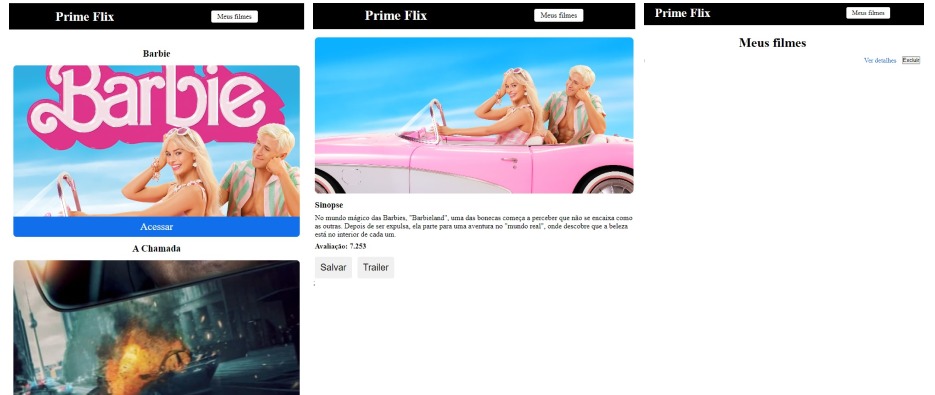 Prime Flix
Meus filmes
Barbie
Barbie
Acessar
A Chamada
Prime Flix
Meus filmes
Sinopse
No mundo mágico das Barbies, "Barbieland", uma das bonecas começa a perceber que não se encaixa como
as outras. Depois de ser expulsa, ela parte para uma aventura no "mundo real", onde descobre que a beleza
está no interior de cada um.
Avaliação: 7.253
Salvar
Trailer
;
Prime Flix
Meus filmes
Meus filmes
Ver detalhes
Excluir